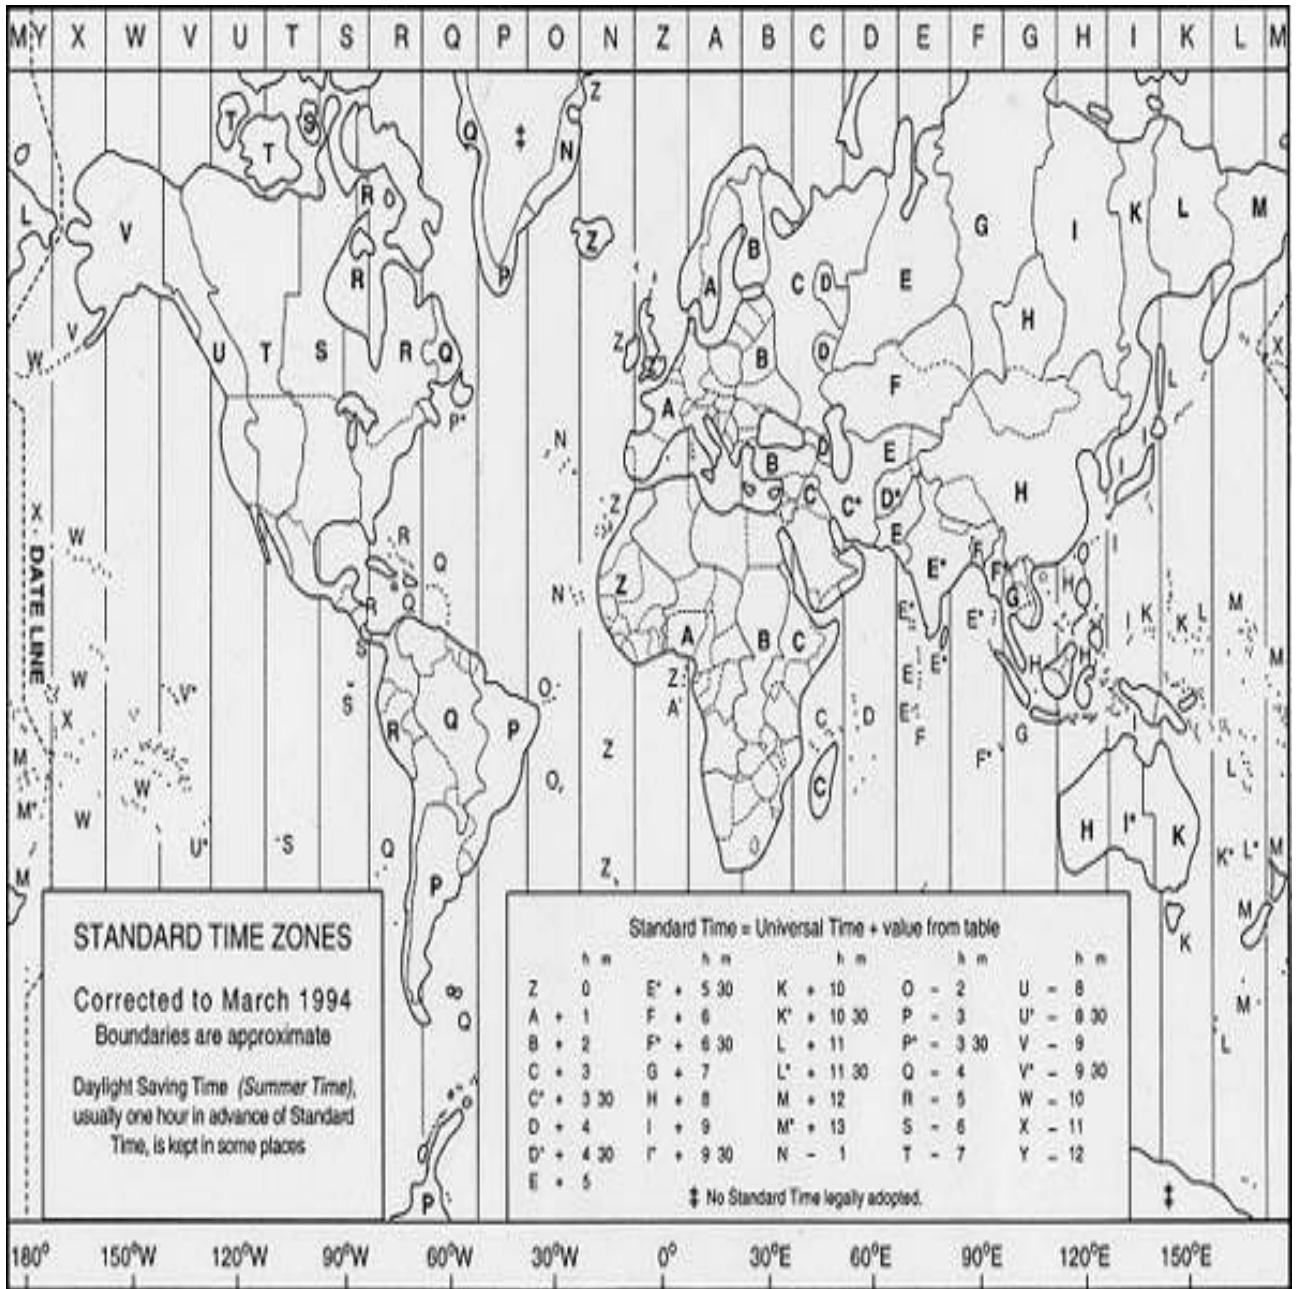 M Y X W V U T S R Q P O N Z A B C D E F G H I K L M
Z
T S
T
Q ‡ N
R
L V Z B G I K L M
R A C D E
P
H
V Z X
W U T S R Q Z B D F L
A
P*
N D E I
B I
C C* D* H
Z
W R E I
Q E* F F*
X - DATE LINE
Z H
N G
R Q E* E* I K K L M
A B C
S H H M
Z E E*
W V* O
S A'
X R Q P C D E* G
F
M Z F* L
W O, C
M* W H I* K
U* S Q K* L* M
Z
M
M
K
STANDARD TIME ZONES
Corrected to March 1994
Boundaries are approximate
Daylight Saving Time (Summer Time),
usually one hour in advance of Standard
Time, is kept in some places
Q
O
P
M
L
Standard Time = Universal Time + value from table
h m h m h m h m h m
Z 0 E* + 5 30 K + 10 O - 2 U - 8
A + 1 F + 6 K* + 10 30 P - 3 U* - 8 30
B + 2 F* + 6 30 L + 11 P* - 3 30 V - 9
C + 3 G + 7 L* + 11 30 Q - 4 V* - 9 30
C* + 3 30 H + 8 M + 12 R - 5 W - 10
D + 4 I + 9 M* + 13 S - 6 X - 11
D* + 4 30 I* + 9 30 N - 1 T - 7 Y - 12
E + 5
‡ No Standard Time legally adopted.
‡
180° 150°W 120°W 90°W 60°W 30°W 0° 30°E 60°E 90°E 120°E 150°E